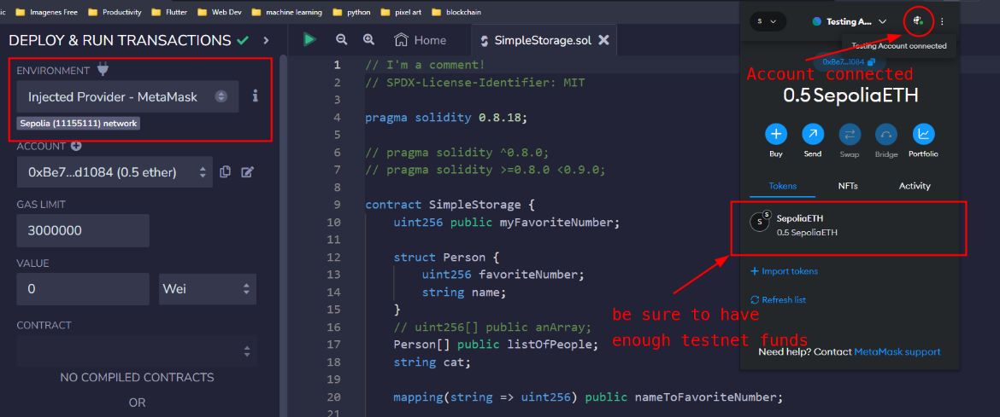 ic Imagenes Free Productivity Flutter Web Dev machine learning python pixel art blockchain
DEPLOY & RUN TRANSACTIONS
ENVIRONMENT
Injected Provider - MetaMask
i
Sepolia (11155111) network
ACCOUNT
0xBe7...d1084 (0.5 ether)
GAS LIMIT
3000000
VALUE
0
Wei
CONTRACT
NO COMPILED CONTRACTS
OR
Home
SimpleStorage.sol
1 // I'm a comment!
2 // SPDX-License-Identifier: MIT
3
4 pragma solidity 0.8.18;
5
6 // pragma solidity ^0.8.0;
7 // pragma solidity >=0.8.0 <0.9.0;
8
9 contract SimpleStorage {
10 uint256 public myFavoriteNumber;
11
12 struct Person {
13 uint256 favoriteNumber;
14 string name;
15 }
16 // uint256[] public anArray;
17 Person[] public listOfPeople;
18 string cat;
19
20 mapping(string => uint256) public nameToFavoriteNumber;
S
Testing A...
Testing Account connected
0xBe7...1084
Account connected
0.5 SepoliaETH
Buy Send Swap Bridge Portfolio
Tokens NFTs Activity
S
S
SepoliaETH
0.5 SepoliaETH
+ Import tokens
Refresh list
be sure to have
enough testnet funds
Need help? Contact MetaMask support